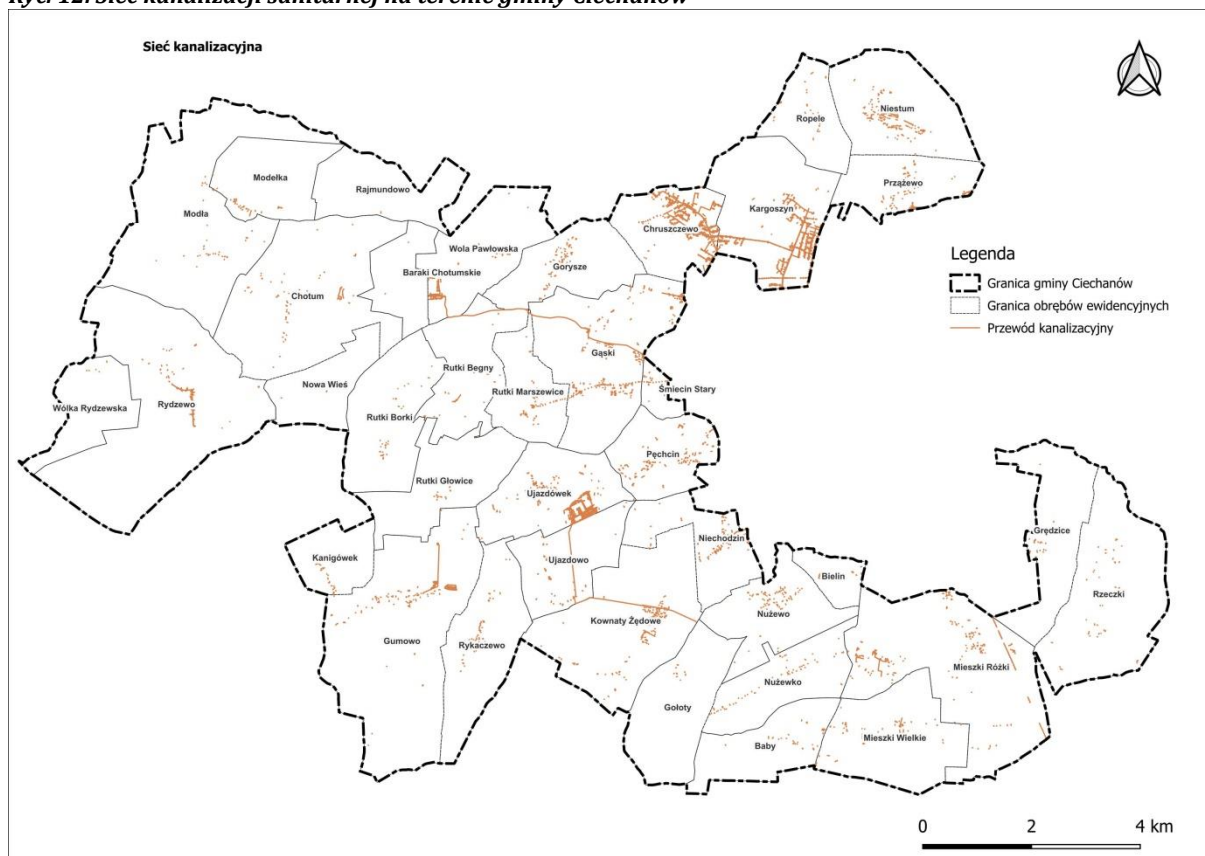 Ryc. 12. Sieć kanalizacji sanitarnej na terenie gminy Ciechanów
Sieć kanalizacyjna
Niestum
Ropele
Modełka
Przążewo
Rajmundowo
Kargoszyn
Modła
Chruszczewo
Wola Pawłowska
Gorysze
Baraki Chotumskie
Chotum
Legenda
Granica gminy Ciechanów
Granica obrębów ewidencyjnych
Przewód kanalizacyjny
Gąski
Rutki Begny
Nowa Wieś
Rutki Marszewice
Śmiecin Stary
Wólka Rydzewska
Rydzewo
Rutki Borki
Pęchcin
Rutki Głowice
Ujazdówek
Grędzice
Niechodzin
Kanigówek
Ujazdowo
Bielin
Rzeczki
Nużewo
Kownaty Żędowe
Gumowo
Rykaczewo
Mieszki Różki
Nużewko
Gołoty
Mieszki Wielkie
Baby
0 2 4 km